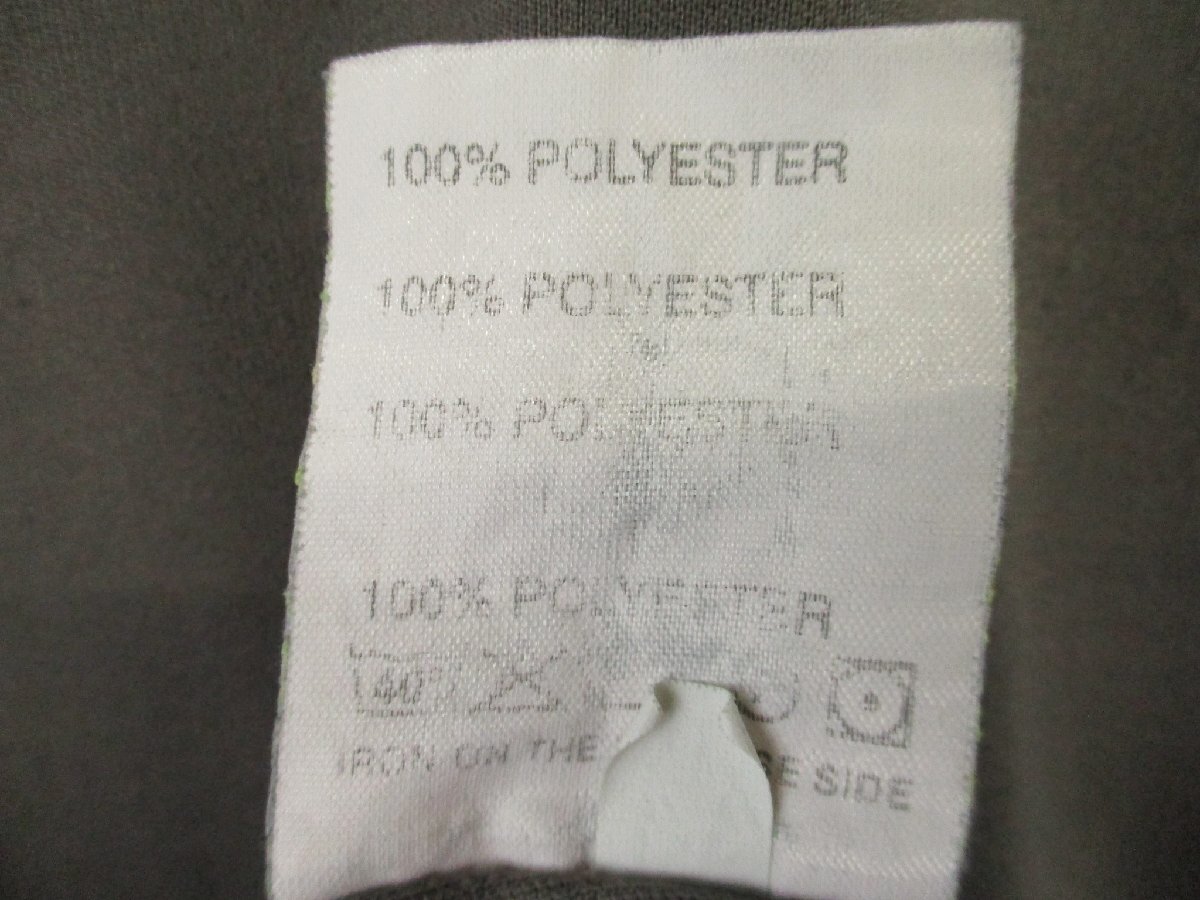 100% POLYESTER
100% POLYESTER
100% POLYESTER
100% POLYESTER
40°
IRON ON THE SIDE